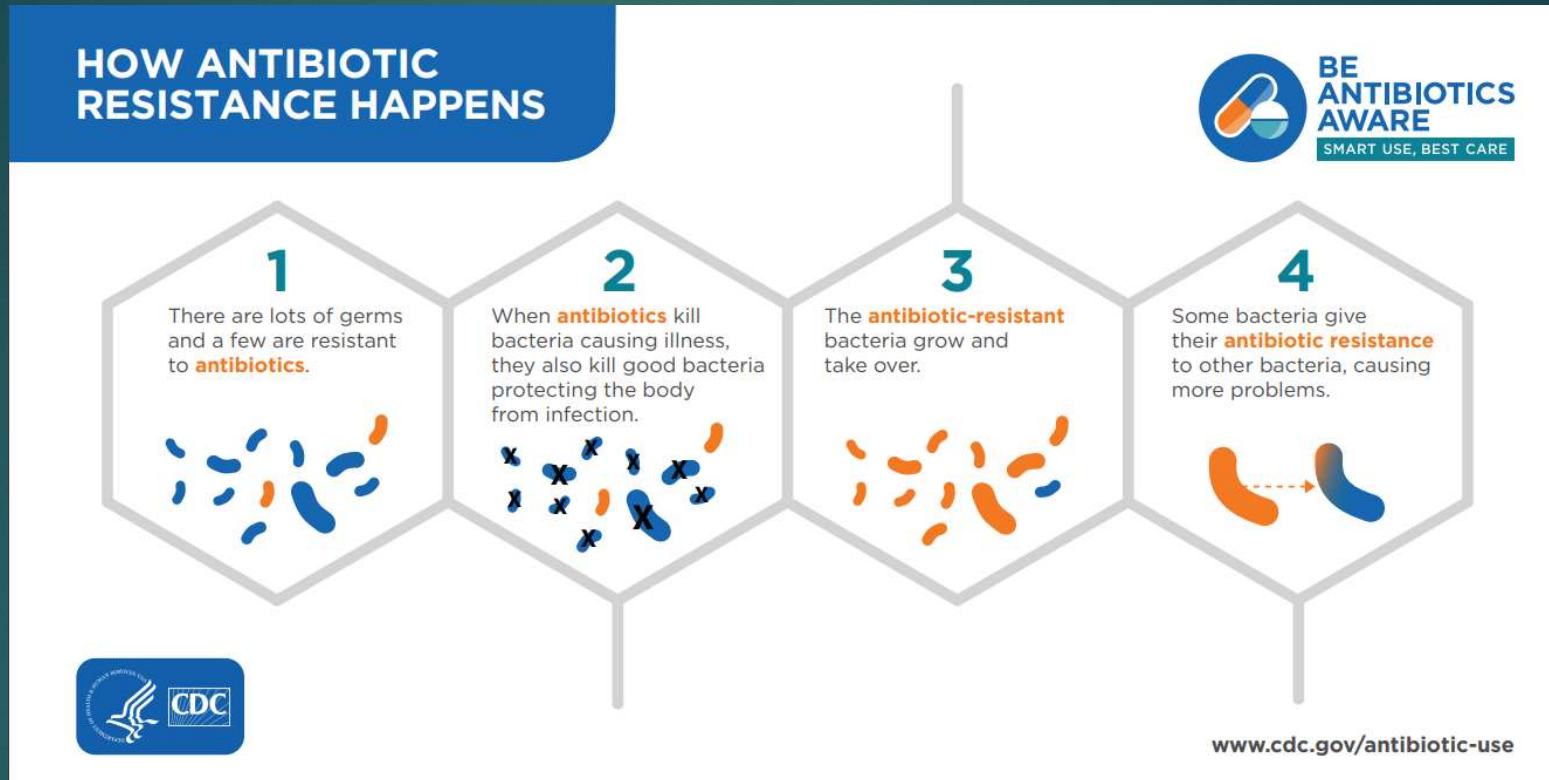 HOW ANTIBIOTIC
RESISTANCE HAPPENS
BE
ANTIBIOTICS
AWARE
SMART USE, BEST CARE
1
There are lots of germs
and a few are resistant
to antibiotics.
2
When antibiotics kill
bacteria causing illness,
they also kill good bacteria
protecting the body
from infection.
X
X
X
X
X
X
X
X
X
X
3
The antibiotic-resistant
bacteria grow and
take over.
4
Some bacteria give
their antibiotic resistance
to other bacteria, causing
more problems.
CDC
www.cdc.gov/antibiotic-use